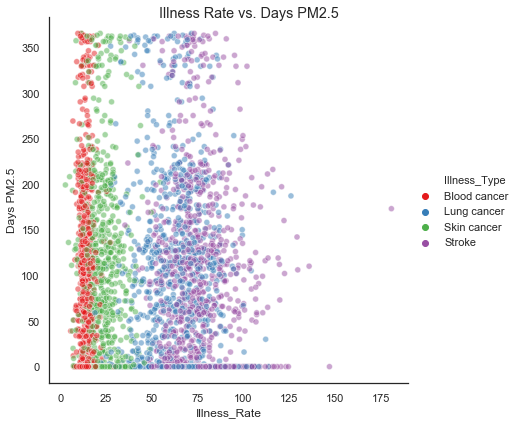 Illness Rate vs. Days PM2.5
350
300
250
200
150
100
50
0
Days PM2.5
0 25 50 75 100 125 150 175
Illness_Rate
Illness_Type
Blood cancer
Lung cancer
Skin cancer
Stroke